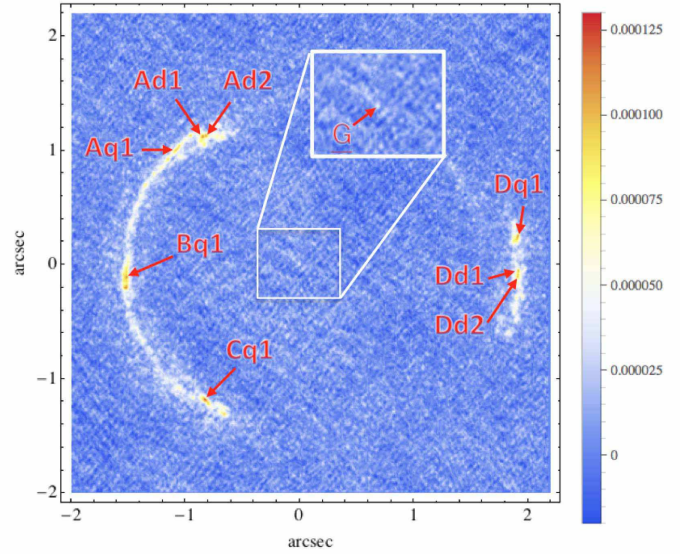 2
1
0
−1
−2
arcsec
−2
−1
0
1
2
arcsec
Ad1
Ad2
Aq1
Bq1
Cq1
G
Dq1
Dd1
Dd2
0.000125
0.000100
0.000075
0.000050
0.000025
0